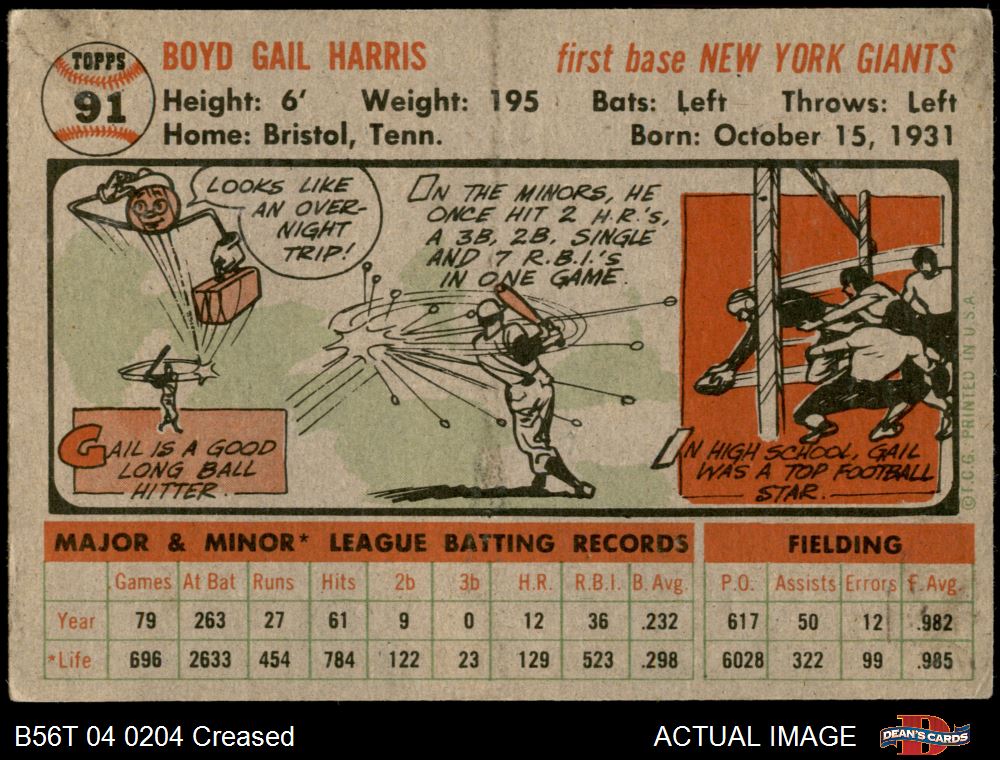 TOPPS
91
BOYD GAIL HARRIS first base NEW YORK GIANTS
Height: 6' Weight: 195 Bats: Left Throws: Left
Home: Bristol, Tenn. Born: October 15, 1931
LOOKS LIKE
AN OVER-
NIGHT
TRIP!
GAIL IS A GOOD
LONG BALL
HITTER.
IN THE MINORS, HE
ONCE HIT 2 H.R.'S,
A 3B, 2B, SINGLE
AND 7 R.B.I.'S
IN ONE GAME.
IN HIGH SCHOOL, GAIL
WAS A TOP FOOTBALL
STAR.
© T.C.G. PRINTED IN U.S.A.
MAJOR & MINOR* LEAGUE BATTING RECORDS FIELDING
Games At Bat Runs Hits 2b 3b H.R. R.B.I. B. Avg. P.O. Assists Errors F. Avg.
Year 79 263 27 61 9 0 12 36 .232 617 50 12 .982
*Life 696 2633 454 784 122 23 129 523 .298 6028 322 99 .985
B56T 04 0204 Creased ACTUAL IMAGE DEAN'S CARDS